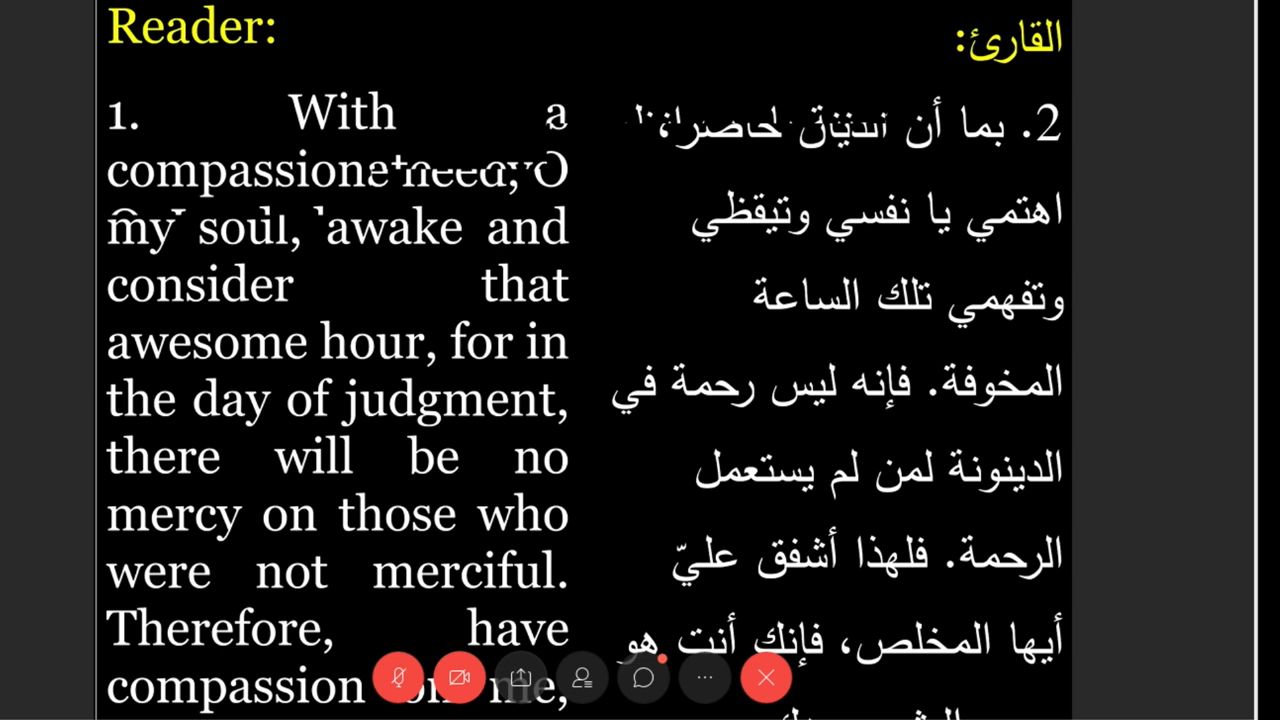 Reader:
1. With a
my soul, awake and
consider that
awesome hour, for in
the day of judgment,
there will be no
mercy on those who
were not merciful.
Therefore, have
compassion on me,
القارئ:
2. بما أن
اهتمي يا نفسي وتيقظي
وتفهمي تلك الساعة
المخوفة. فإنه ليس رحمة في
الدينونة لمن لم يستعمل
الرحمة. فلهذا أشفق عليّ
أيها المخلص، فإنك أنت هو